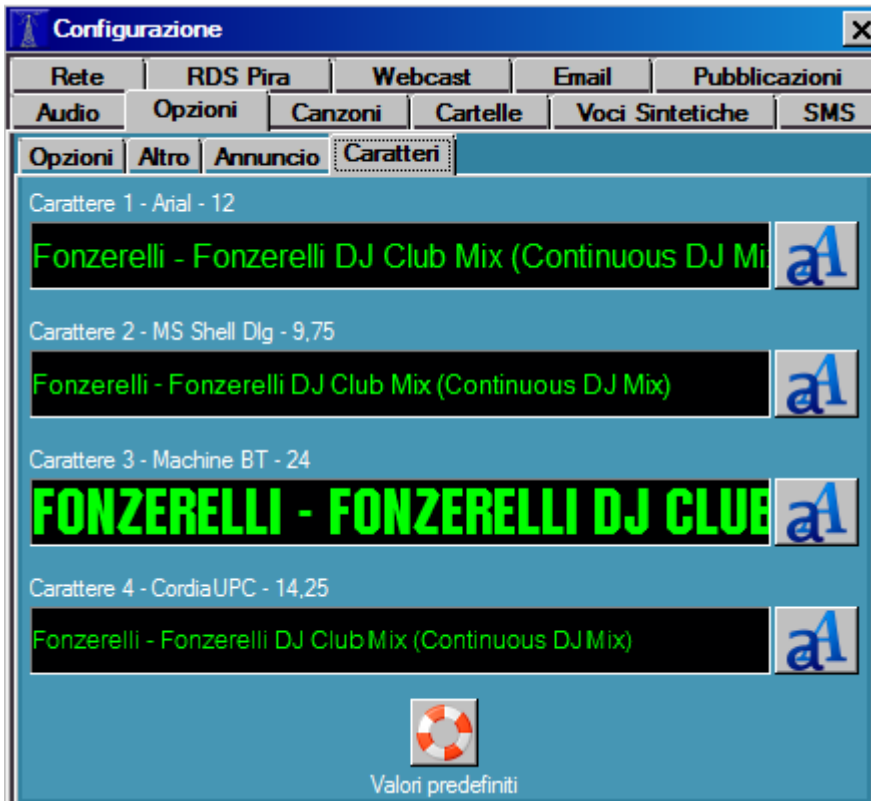 Configurazione
Rete RDS Pira Webcast Email Pubblicazioni
Audio Opzioni Canzoni Cartelle Voci Sintetiche SMS
Opzioni Altro Annuncio Caratteri
Carattere 1 - Arial - 12
Fonzerelli - Fonzerelli DJ Club Mix (Continuous DJ Mi
Carattere 2 - MS Shell Dlg - 9,75
Fonzerelli - Fonzerelli DJ Club Mix (Continuous DJ Mix)
Carattere 3 - Machine BT - 24
FONZERELLI - FONZERELLI DJ CLUB
Carattere 4 - CordiaUPC - 14,25
Fonzerelli - Fonzerelli DJ Club Mix (Continuous DJ Mix)
Valori predefiniti